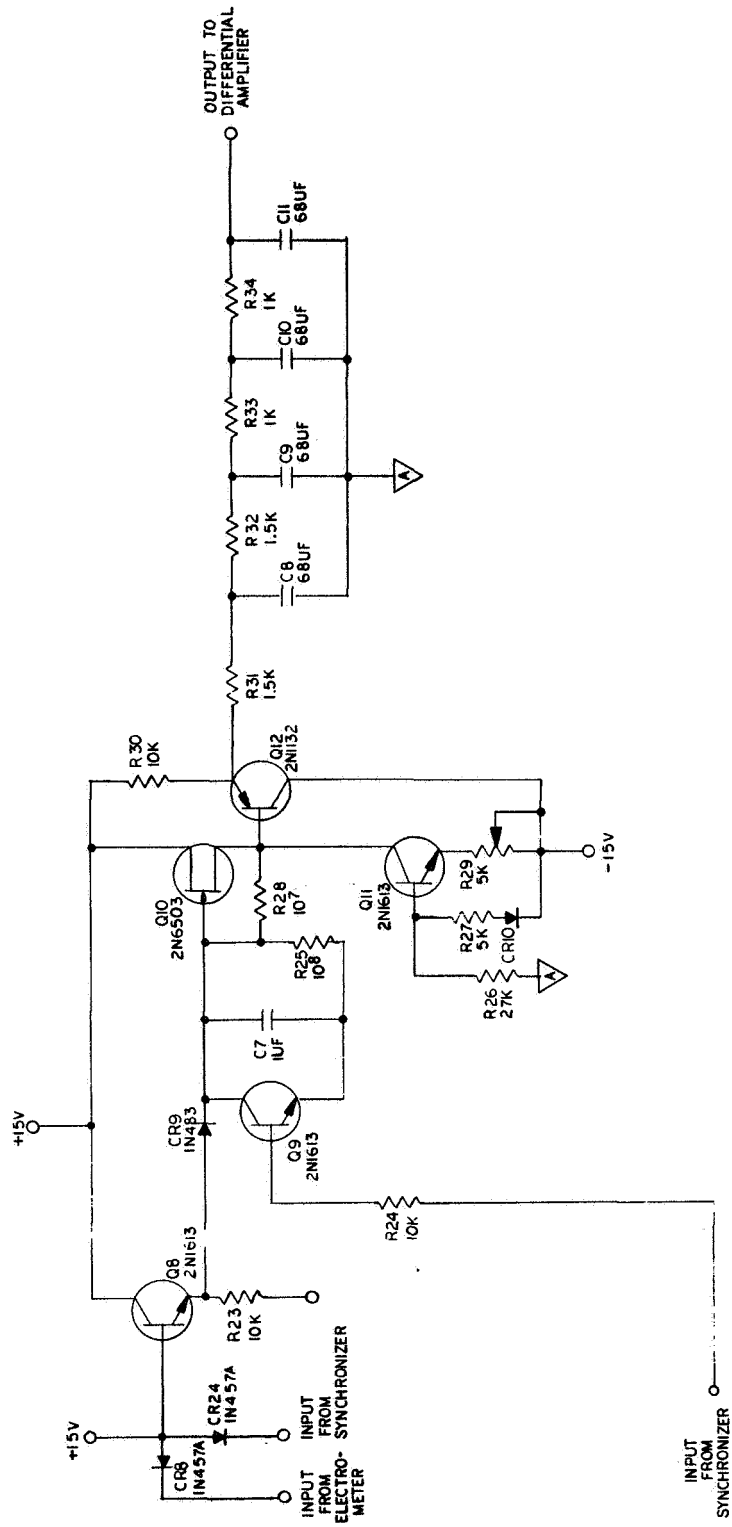 OUTPUT TO
DIFFERENTIAL
AMPLIFIER
C11
68UF
R34
1K
C10
68UF
R33
1K
C9
68UF
R32
1.5K
C8
68UF
A
R31
1.5K
R30
10K
Q12
2N1132
Q10
2N6503
R28
10⁷
R25
10⁸
C7
1UF
Q11
2N1613
R29
5K
R27
5K
CR10
R26
27K
A
-15V
+15V
CR9
1N483
Q9
2N1613
R24
10K
Q8
2N1613
R23
10K
+15V
CR24
1N457A
CR8
1N457A
INPUT
FROM
SYNCHRONIZER
INPUT
FROM
ELECTRO-
METER
INPUT
FROM
SYNCHRONIZER